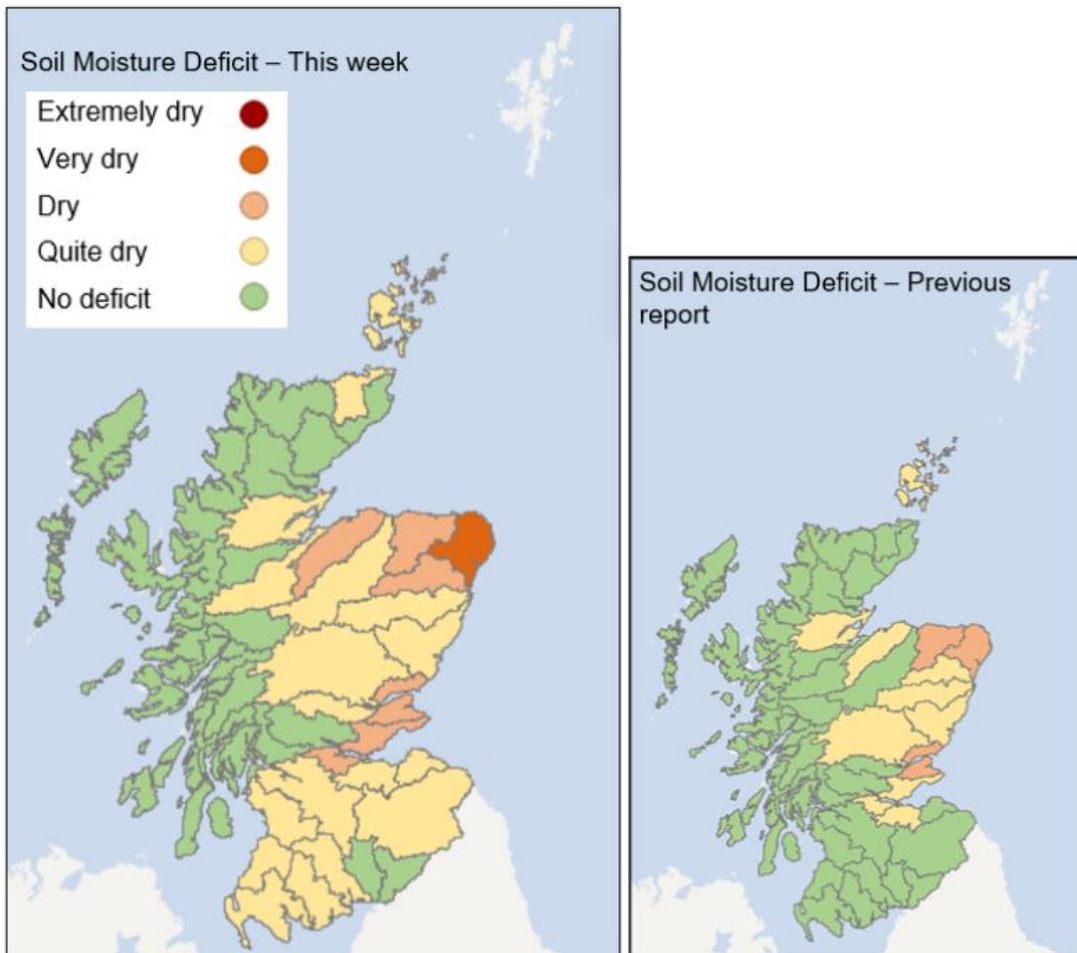 Soil Moisture Deficit – This week
Extremely dry
Very dry
Dry
Quite dry
No deficit
Soil Moisture Deficit – Previous
report